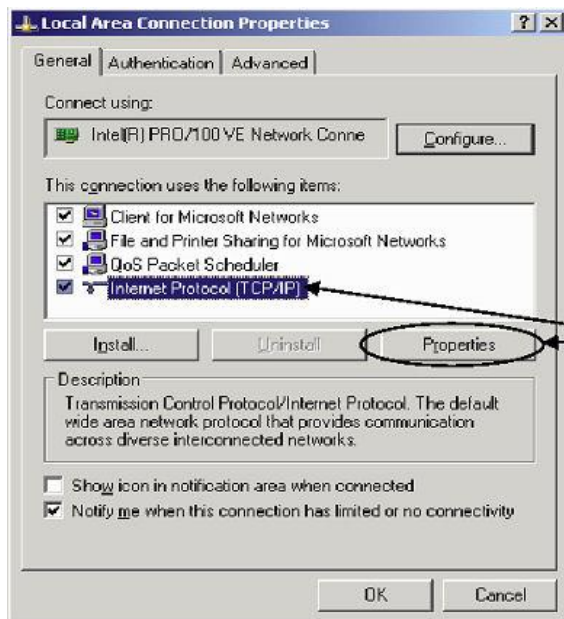 Local Area Connection Properties
General Authentication Advanced
Connect using:
Intel(R) PRO/100 VE Network Conne
Configure...
This connection uses the following items:
Client for Microsoft Networks
File and Printer Sharing for Microsoft Networks
QoS Packet Scheduler
Internet Protocol (TCP/IP)
Install... Uninstall Properties
Description
Transmission Control Protocol/Internet Protocol. The default
wide area network protocol that provides communication
across diverse interconnected networks.
Show icon in notification area when connected
Notify me when this connection has limited or no connectivity
OK Cancel